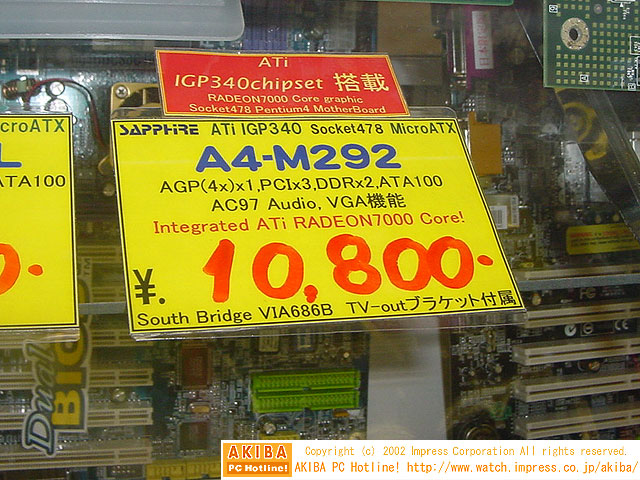 ATi
IGP340chipset 搭載
RADEON7000 Core graphic
Socket478 Pentium4 MotherBoard
croATX
L
ATA100
0.
SAPPHIRE ATi IGP340 Socket478 MicroATX
A4-M292
AGP(4x)x1,PCIx3,DDRx2,ATA100
AC97 Audio, VGA機能
Integrated ATi RADEON7000 Core!
¥. 10,800-
South Bridge VIA686B TV-outブラケット付属
Dual
BIOS
AKIBA
PC Hotline!
Copyright (c) 2002 Impress Corporation All rights reserved.
AKIBA PC Hotline! http://www.watch.impress.co.jp/akiba/